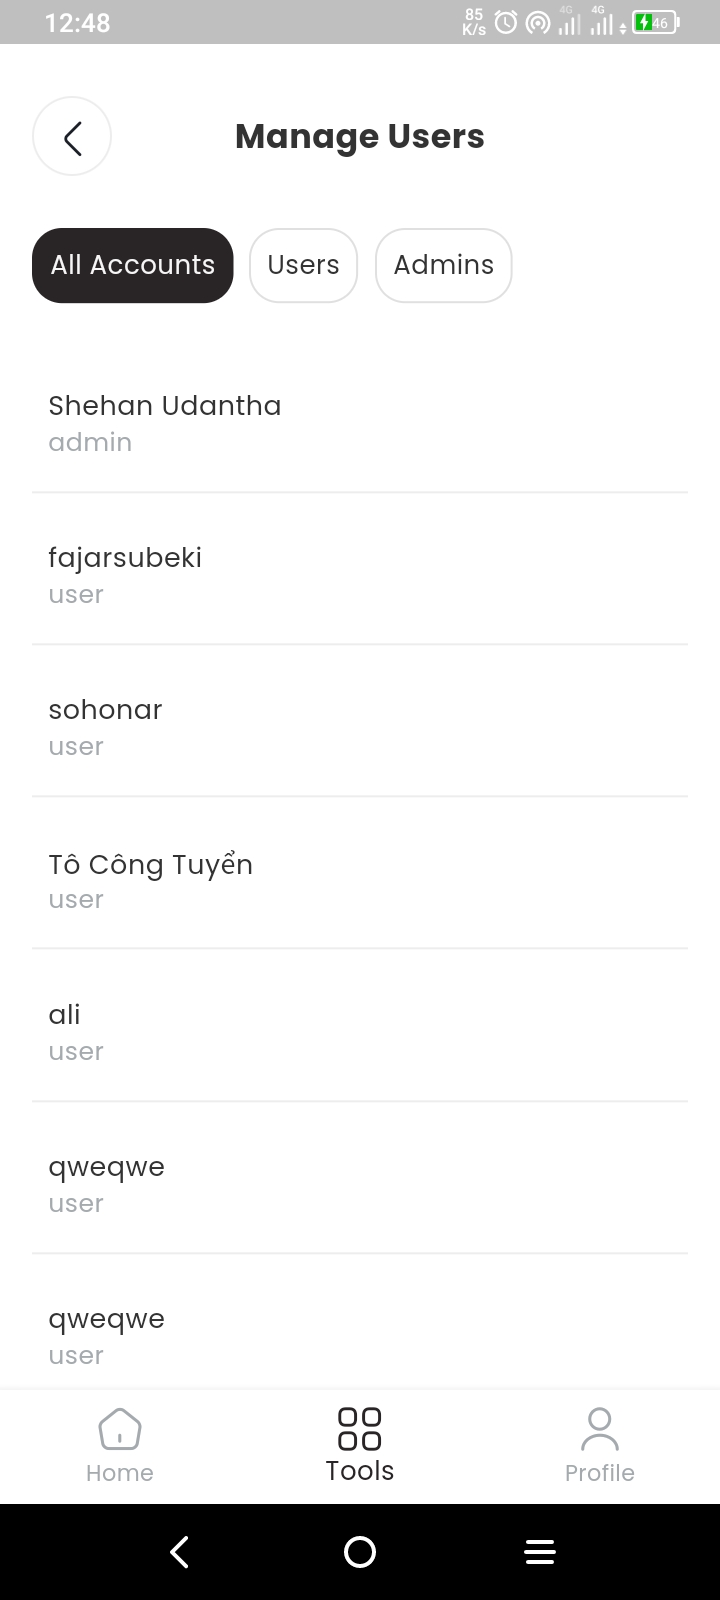 12:48
85
K/s
4G
4G
46
Manage Users
All Accounts
Users
Admins
Shehan Udantha
admin
fajarsubeki
user
sohonar
user
Tô Công Tuyển
user
ali
user
qweqwe
user
qweqwe
user
Home
Tools
Profile